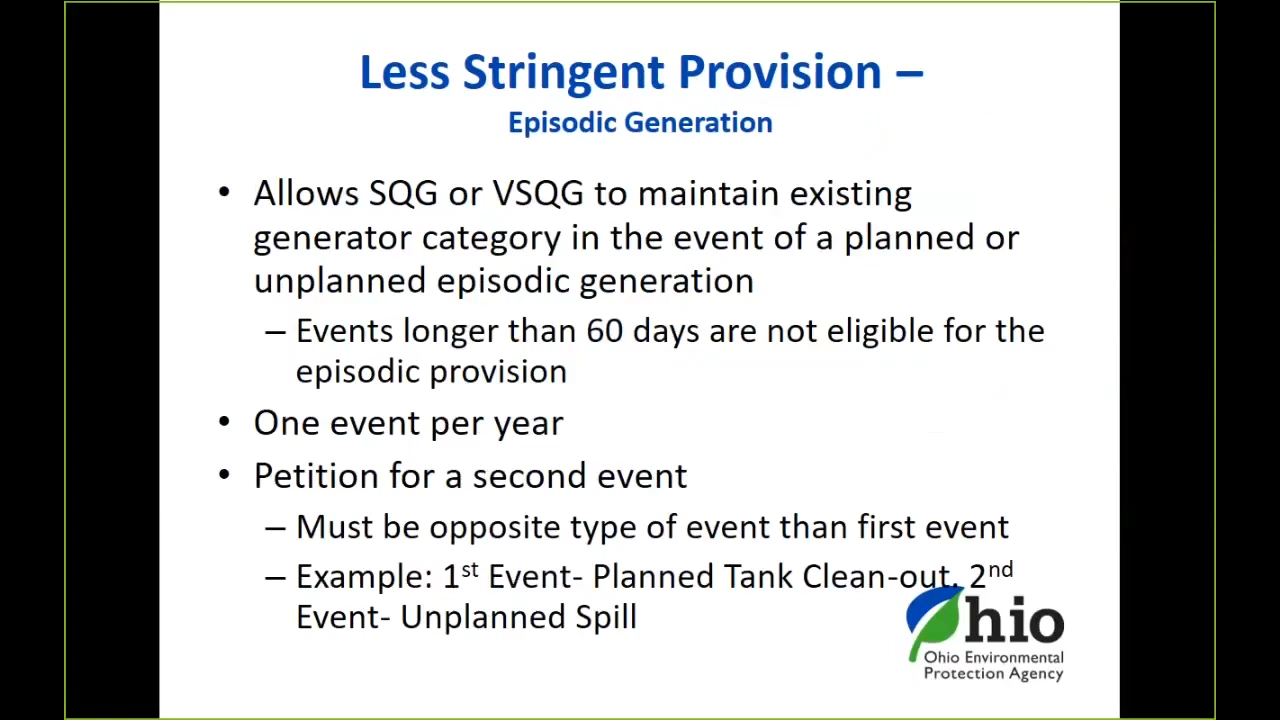 Less Stringent Provision –
Episodic Generation
• Allows SQG or VSQG to maintain existing
generator category in the event of a planned or
unplanned episodic generation
– Events longer than 60 days are not eligible for the
episodic provision
• One event per year
• Petition for a second event
– Must be opposite type of event than first event
– Example: 1st Event- Planned Tank Clean-out, 2nd
Event- Unplanned Spill
Ohio
Ohio Environmental
Protection Agency